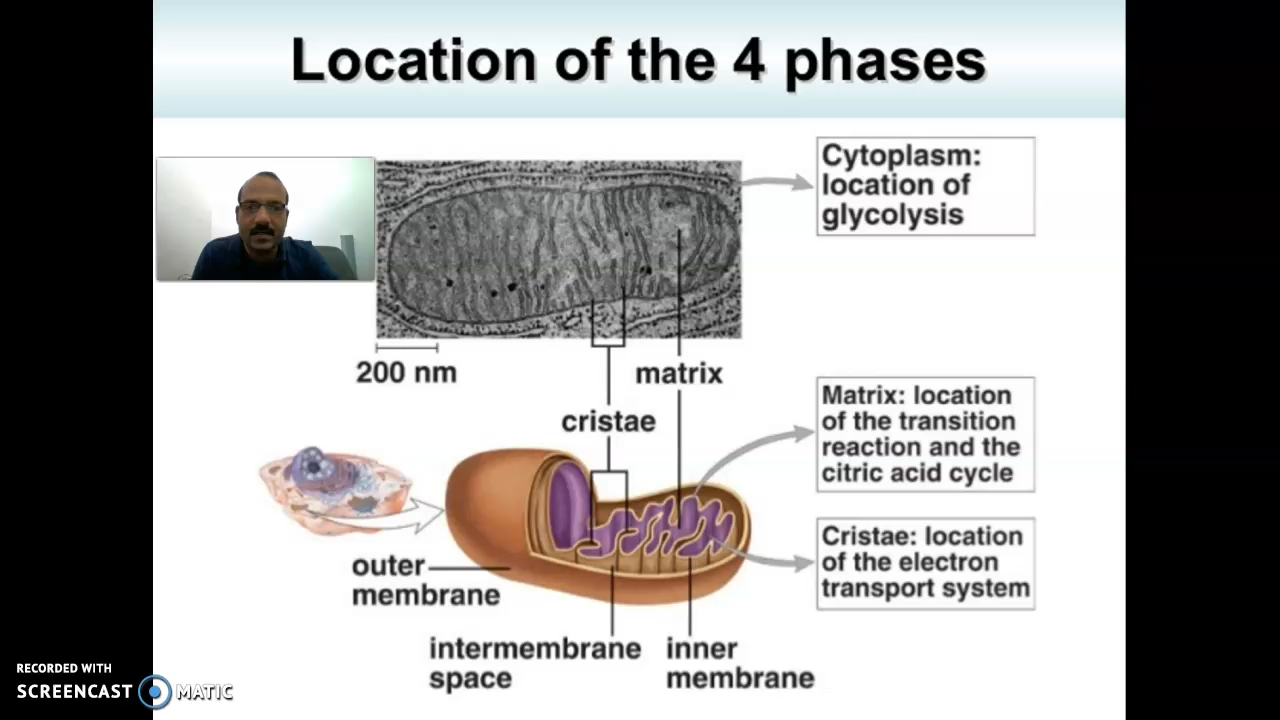 Location of the 4 phases
Cytoplasm:
location of
glycolysis
200 nm
matrix
cristae
Matrix: location
of the transition
reaction and the
citric acid cycle
Cristae: location
of the electron
transport system
outer
membrane
intermembrane
space
inner
membrane
RECORDED WITH
SCREENCAST MATIC